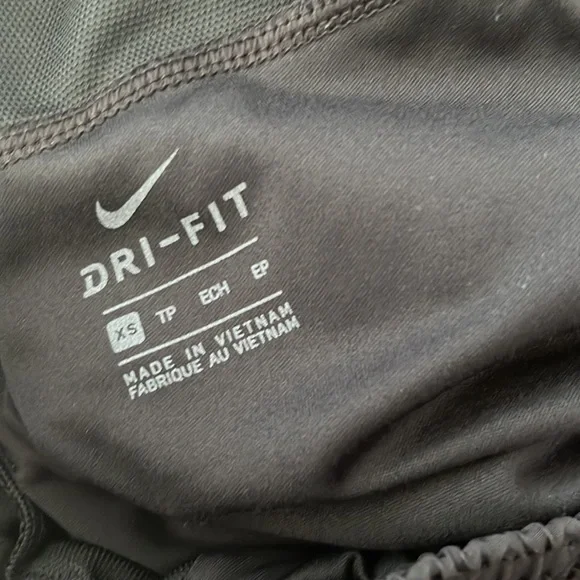 DRI-FIT
XS TP ECH EP
MADE IN VIETNAM
FABRIQUE AU VIETNAM